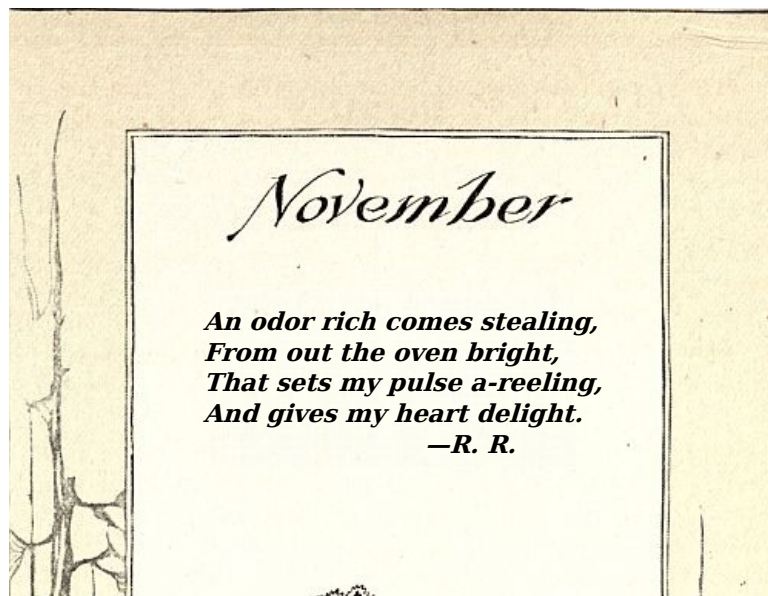 November
An odor rich comes stealing,
From out the oven bright,
That sets my pulse a-reeling,
And gives my heart delight.
—R. R.